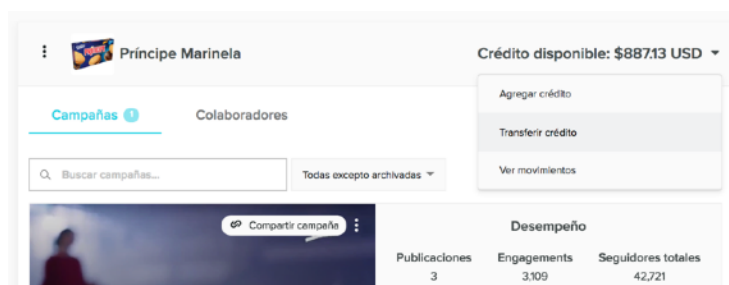 Príncipe Marinela
Crédito disponible: $887.13 USD
Agregar crédito
Campañas 1
Colaboradores
Transferir crédito
Buscar campañas...
Todas excepto archivadas
Ver movimientos
Compartir campaña
Desempeño
Publicaciones
Engagements
Seguidores totales
3
3,109
42,721